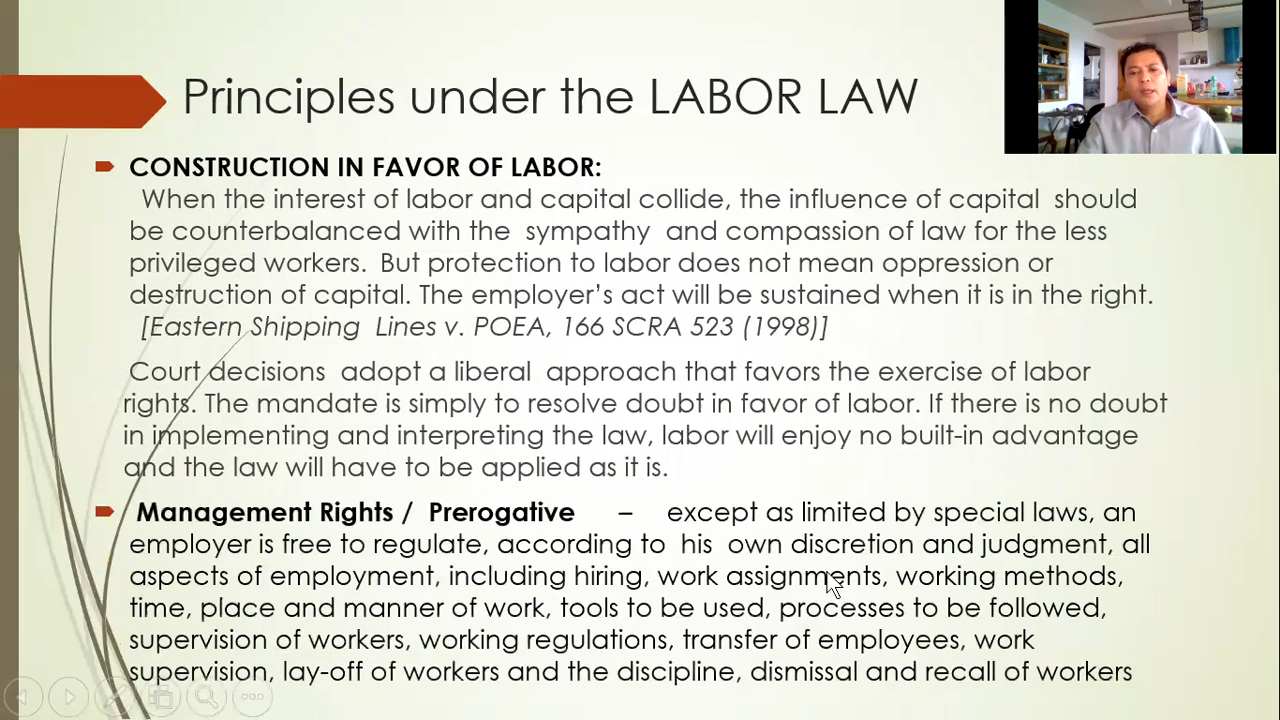 Principles under the LABOR LAW
CONSTRUCTION IN FAVOR OF LABOR:
When the interest of labor and capital collide, the influence of capital should
be counterbalanced with the sympathy and compassion of law for the less
privileged workers. But protection to labor does not mean oppression or
destruction of capital. The employer's act will be sustained when it is in the right.
[Eastern Shipping Lines v. POEA, 166 SCRA 523 (1998)]
Court decisions adopt a liberal approach that favors the exercise of labor
rights. The mandate is simply to resolve doubt in favor of labor. If there is no doubt
in implementing and interpreting the law, labor will enjoy no built-in advantage
and the law will have to be applied as it is.
Management Rights / Prerogative – except as limited by special laws, an
employer is free to regulate, according to his own discretion and judgment, all
aspects of employment, including hiring, work assignments, working methods,
time, place and manner of work, tools to be used, processes to be followed,
supervision of workers, working regulations, transfer of employees, work
supervision, lay-off of workers and the discipline, dismissal and recall of workers